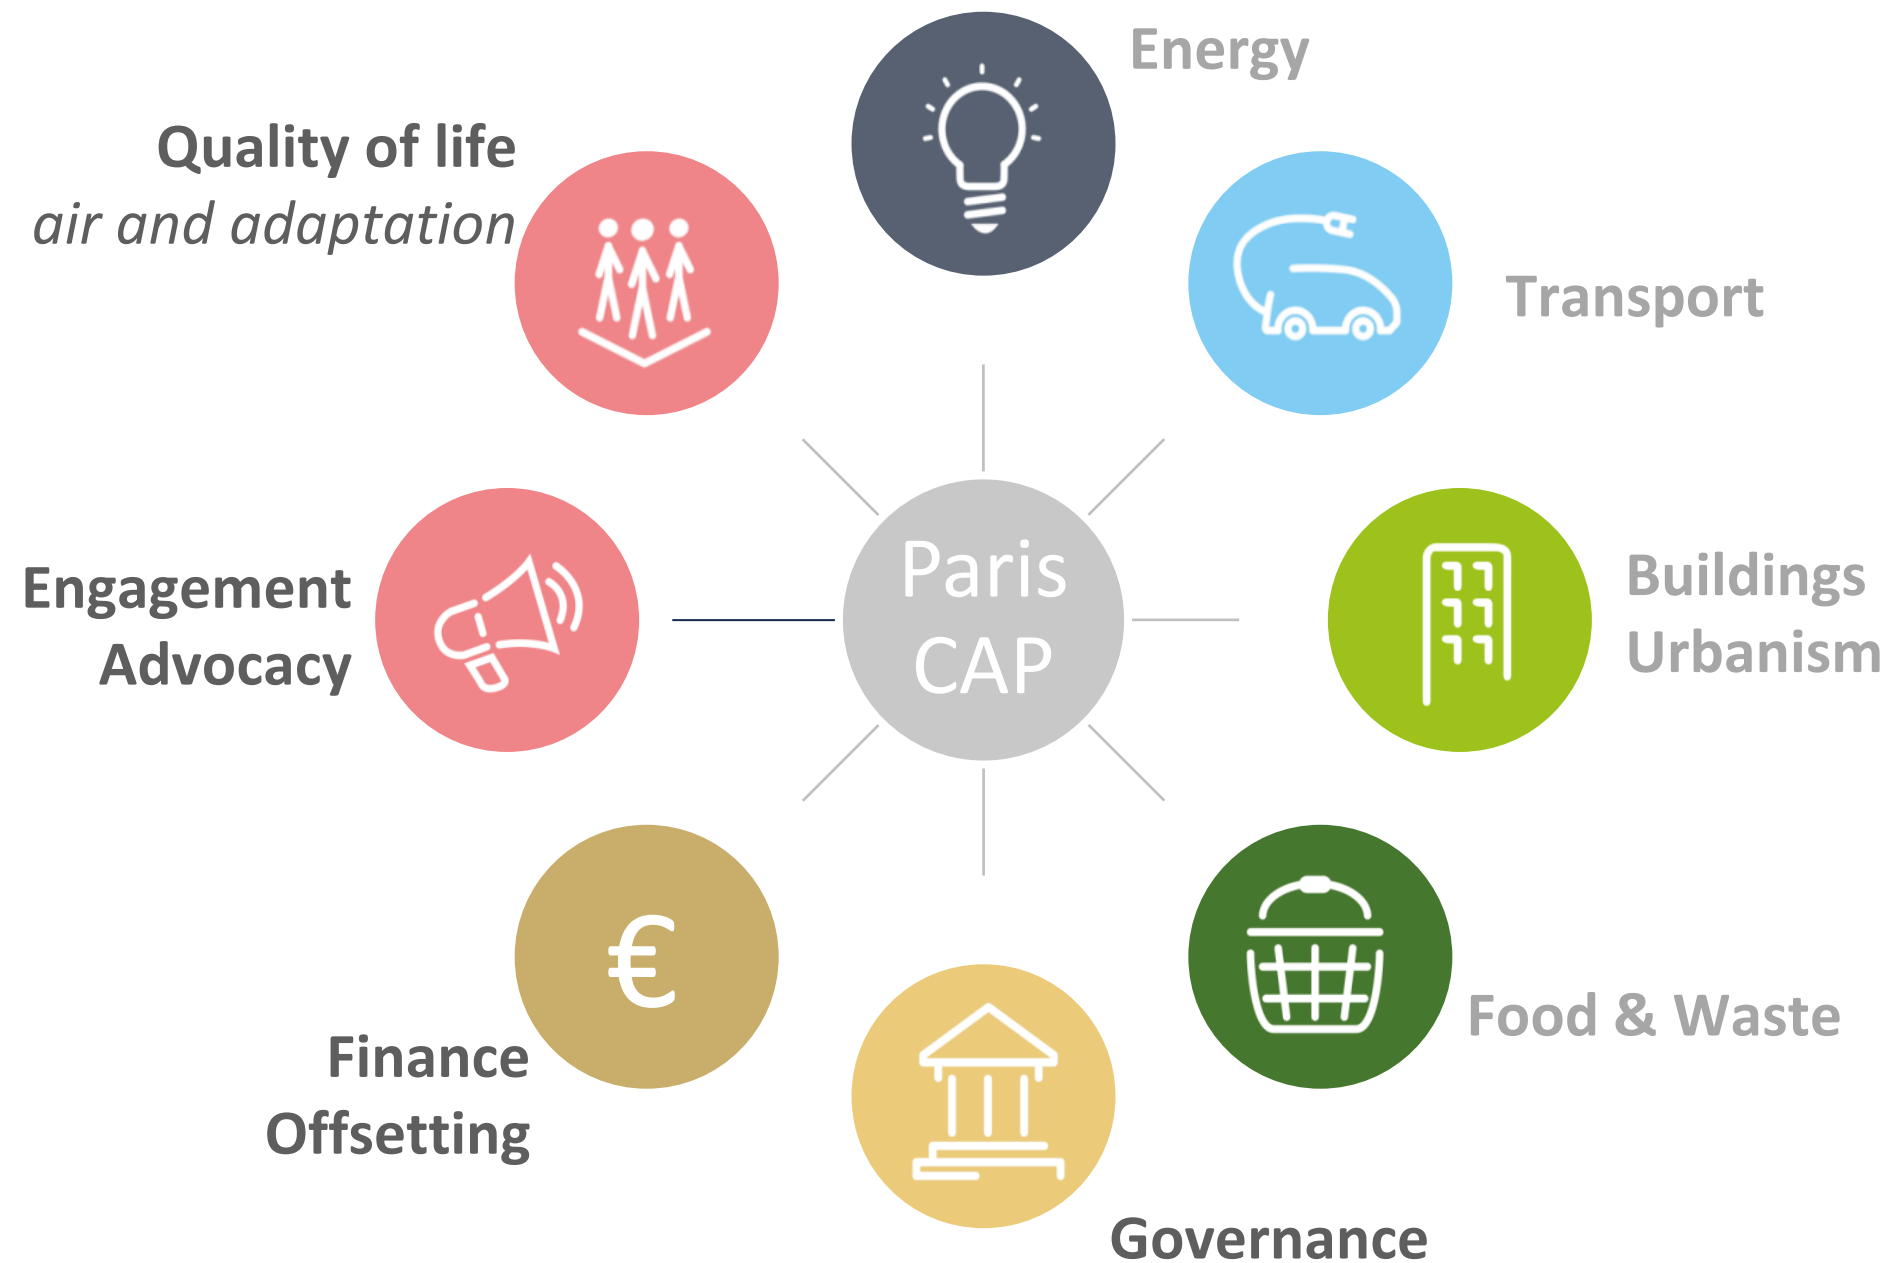 Energy
Quality of life
air and adaptation
Transport
Paris
CAP
Engagement
Advocacy
Buildings
Urbanism
€
Food & Waste
Finance
Offsetting
Governance